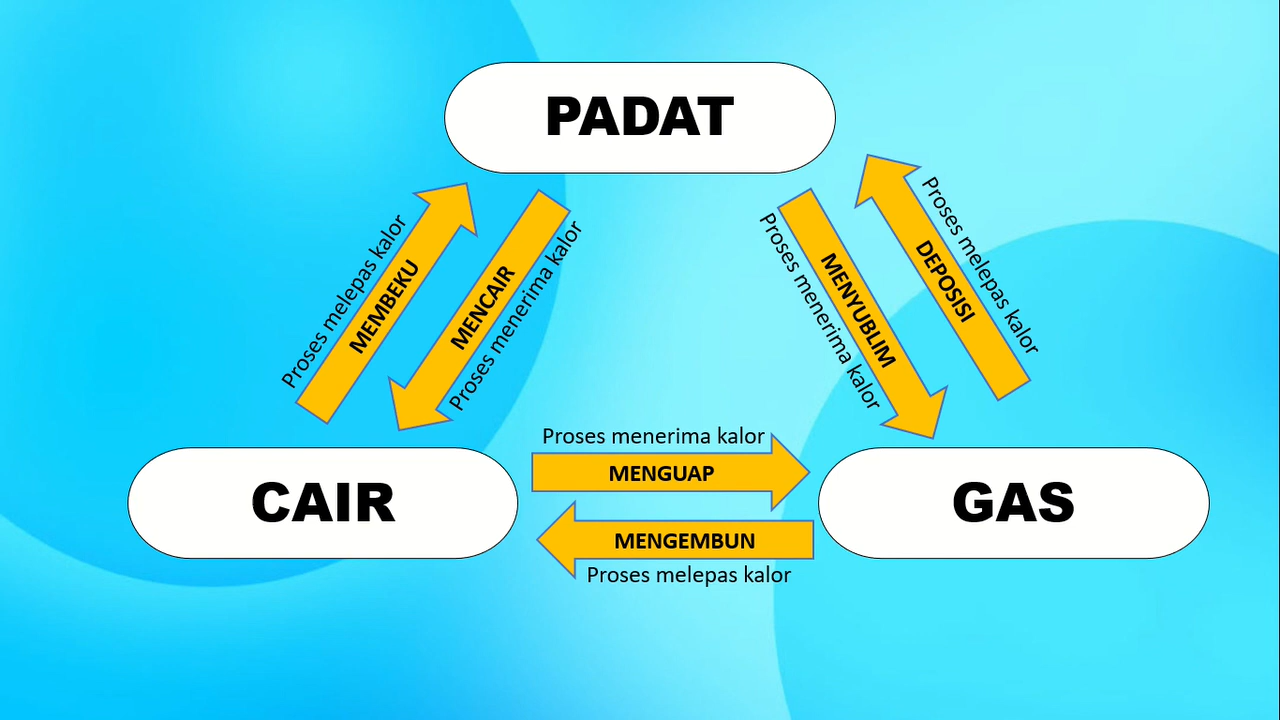 PADAT
Proses melepas kalor
MEMBEKU
MENCAIR
Proses menerima kalor
Proses menerima kalor
MENYUBLIM
DEPOSISI
Proses melepas kalor
CAIR
Proses menerima kalor
MENGUAP
MENGEMBUN
Proses melepas kalor
GAS